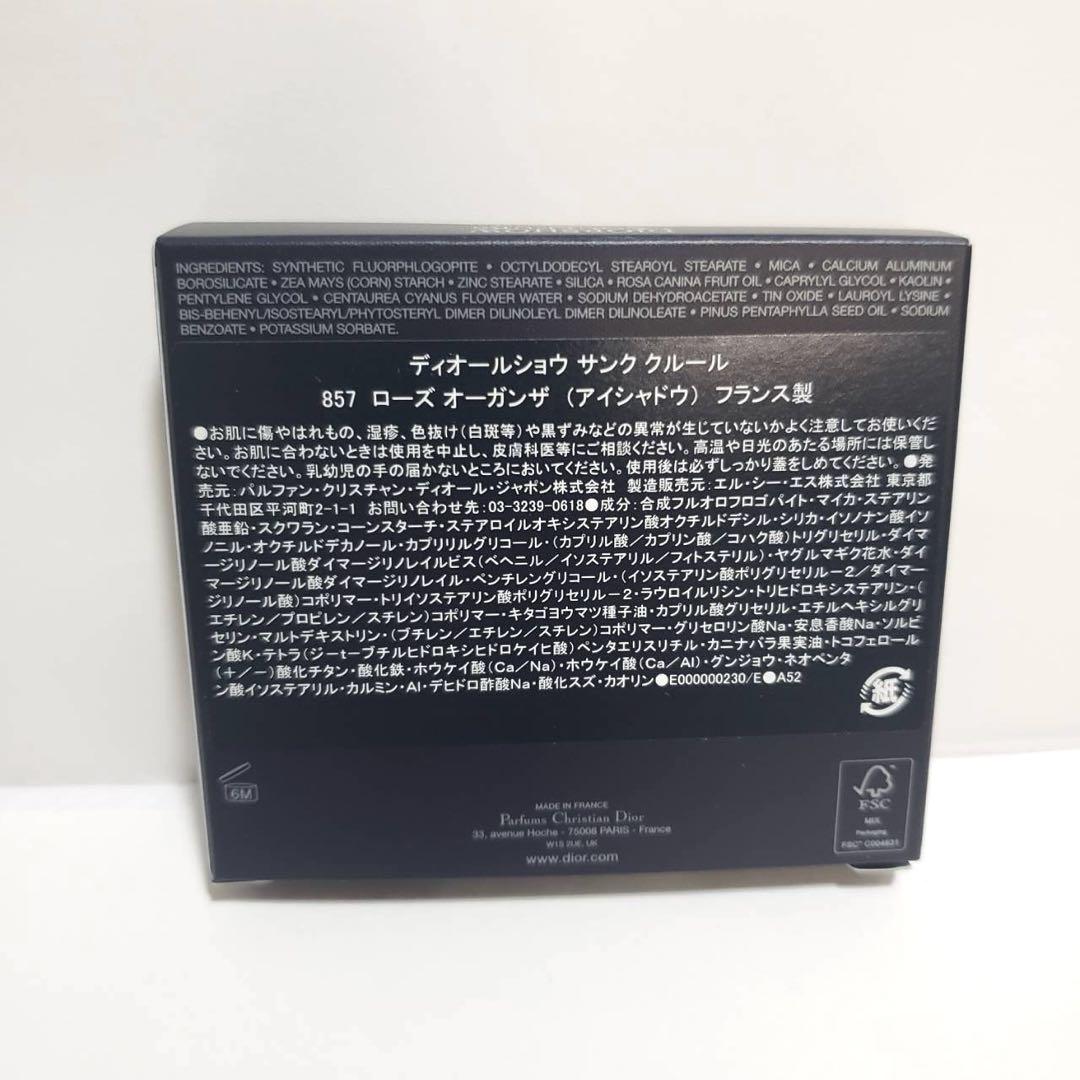 INGREDIENTS: SYNTHETIC FLUORPHLOGOPITE • OCTYLDODECYL STEAROYL STEARATE • MICA • CALCIUM ALUMINUM
BOROSILICATE • ZEA MAYS (CORN) STARCH • ZINC STEARATE • SILICA • ROSA CANINA FRUIT OIL • CAPRYLYL GLYCOL • KAOLIN •
PENTYLENE GLYCOL • CENTAUREA CYANUS FLOWER WATER • SODIUM DEHYDROACETATE • TIN OXIDE • LAUROYL LYSINE •
BIS-BEHENYL/ISOSTEARYL/PHYTOSTERYL DIMER DILINOLEYL DIMER DILINOLEATE • PINUS PENTAPHYLLA SEED OIL • SODIUM
BENZOATE • POTASSIUM SORBATE.
ディオールショウ サンク クルール
857 ローズ オーガンザ （アイシャドウ） フランス製
●お肌に傷やはれもの、湿疹、色抜け(白斑等)や黒ずみなどの異常が生じていないかよく注意してお使いくだ
さい。お肌に合わないときは使用を中止し、皮膚科医等にご相談ください。高温や日光のあたる場所には保管し
ないでください。乳幼児の手の届かないところにおいてください。使用後は必ずしっかり蓋をしめてください。●発
売元：パルファン・クリスチャン・ディオール・ジャポン株式会社 製造販売元：エル・シー・エス株式会社 東京都
千代田区平河町2-1-1 お問い合わせ先：03-3239-0618●成分：合成フルオロフロゴパイト・マイカ・ステアリン
酸亜鉛・スクワラン・コーンスターチ・ステアロイルオキシステアリン酸オクチルドデシル・シリカ・イソノナン酸イソ
ノニル・オクチルドデカノール・カプリリルグリコール・(カプリル酸／カプリン酸／コハク酸)トリグリセリル・ダイマ
ージリノール酸ダイマージリノレイルビス(ベヘニル／イソステアリル／フィトステリル)・ヤグルマギク花水・ダイ
マージリノール酸ダイマージリノレイル・ペンチレングリコール・(イソステアリン酸ポリグリセリル－2／ダイマー
ジリノール酸)コポリマー・トリイソステアリン酸ポリグリセリル－2・ラウロイルリシン・トリヒドロキシステアリン・(
エチレン／プロピレン／スチレン)コポリマー・キタゴヨウマツ種子油・カプリル酸グリセリル・エチルヘキシルグリ
セリン・マルトデキストリン・(ブチレン／エチレン／スチレン)コポリマー・グリセロリン酸Na・安息香酸Na・ソルビ
ン酸K・テトラ(ジーtーブチルヒドロキシヒドロケイヒ酸)ペンタエリスリチル・カニナバラ果実油・トコフェロール
(＋／－)酸化チタン・酸化鉄・ホウケイ酸(Ca／Na)・ホウケイ酸(Ca／Al)・グンジョウ・ネオペンタ
ン酸イソステアリル・カルミン・Al・デヒドロ酢酸Na・酸化スズ・カオリン●E000000230/E●A52
紙
6M
MADE IN FRANCE
Parfums Christian Dior
33, avenue Hoche - 75008 PARIS - France
W1S 2UE, UK
www.dior.com
FSC
MIX
Packaging
FSC™ C004631